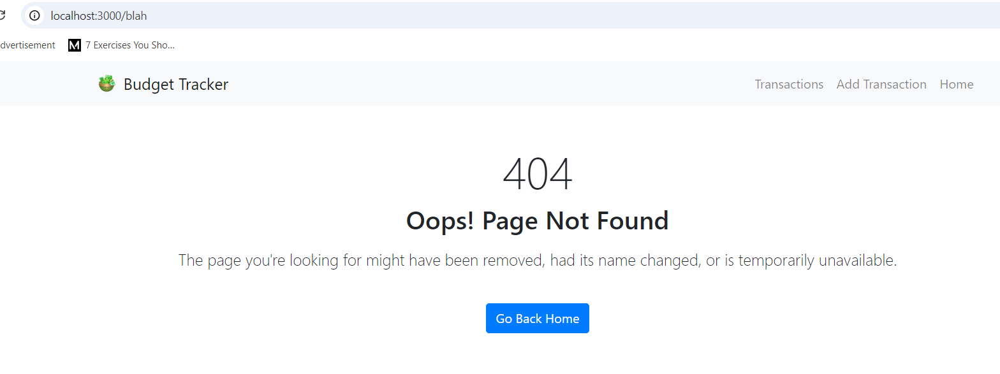 localhost:3000/blah
dvertisement
M 7 Exercises You Sho...
Budget Tracker
Transactions Add Transaction Home
404
Oops! Page Not Found
The page you're looking for might have been removed, had its name changed, or is temporarily unavailable.
Go Back Home